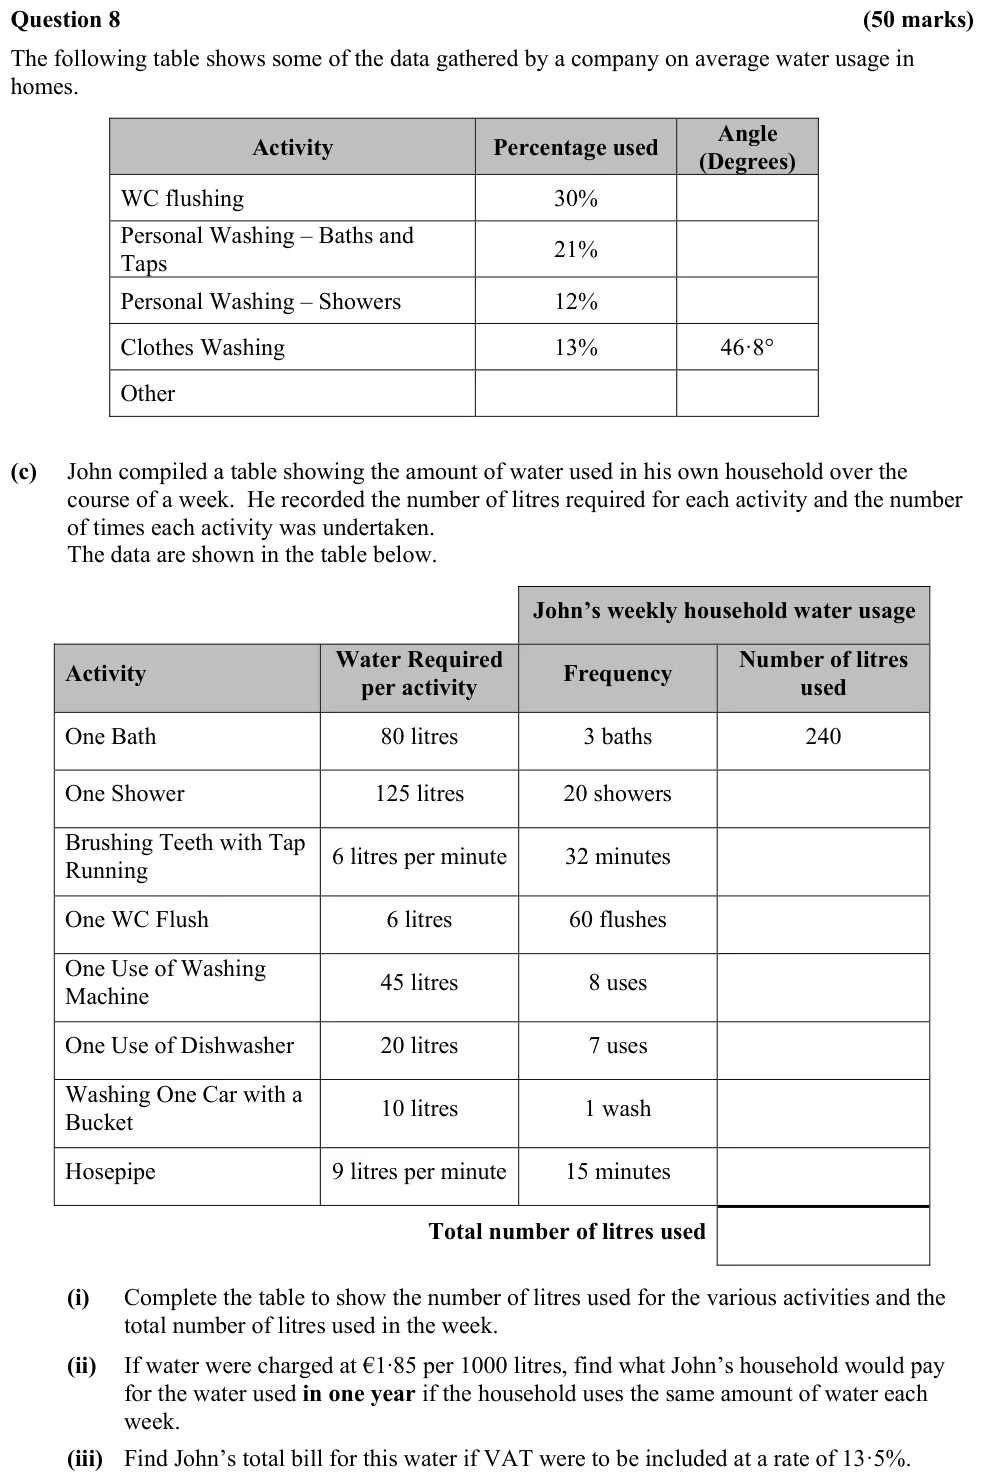 Question 8 (50 marks)
The following table shows some of the data gathered by a company on average water usage in
homes.
Activity Percentage used Angle
(Degrees)
WC flushing 30%
Personal Washing – Baths and
Taps 21%
Personal Washing – Showers 12%
Clothes Washing 13% 46·8°
Other
(c) John compiled a table showing the amount of water used in his own household over the
course of a week. He recorded the number of litres required for each activity and the number
of times each activity was undertaken.
The data are shown in the table below.
John’s weekly household water usage
Activity Water Required
per activity Frequency Number of litres
used
One Bath 80 litres 3 baths 240
One Shower 125 litres 20 showers
Brushing Teeth with Tap
Running 6 litres per minute 32 minutes
One WC Flush 6 litres 60 flushes
One Use of Washing
Machine 45 litres 8 uses
One Use of Dishwasher 20 litres 7 uses
Washing One Car with a
Bucket 10 litres 1 wash
Hosepipe 9 litres per minute 15 minutes
Total number of litres used
(i) Complete the table to show the number of litres used for the various activities and the
total number of litres used in the week.
(ii) If water were charged at €1·85 per 1000 litres, find what John’s household would pay
for the water used in one year if the household uses the same amount of water each
week.
(iii) Find John’s total bill for this water if VAT were to be included at a rate of 13·5%.